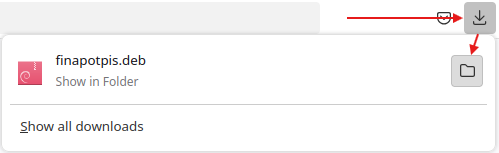 finapotpis.deb
Show in Folder
Show all downloads